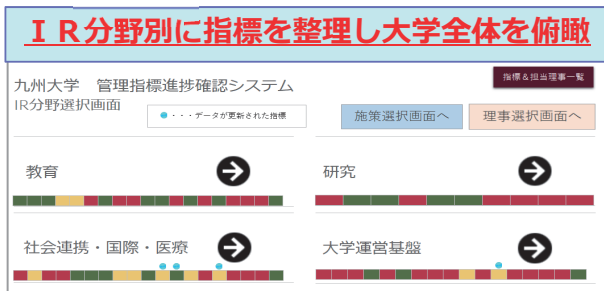 ＩＲ分野別に指標を整理し大学全体を俯瞰
九州大学　管理指標進捗確認システム
指標＆担当理事一覧
IR分野選択画面
・・・データが更新された指標
施策選択画面へ
理事選択画面へ
教育
研究
社会連携・国際・医療
大学運営基盤